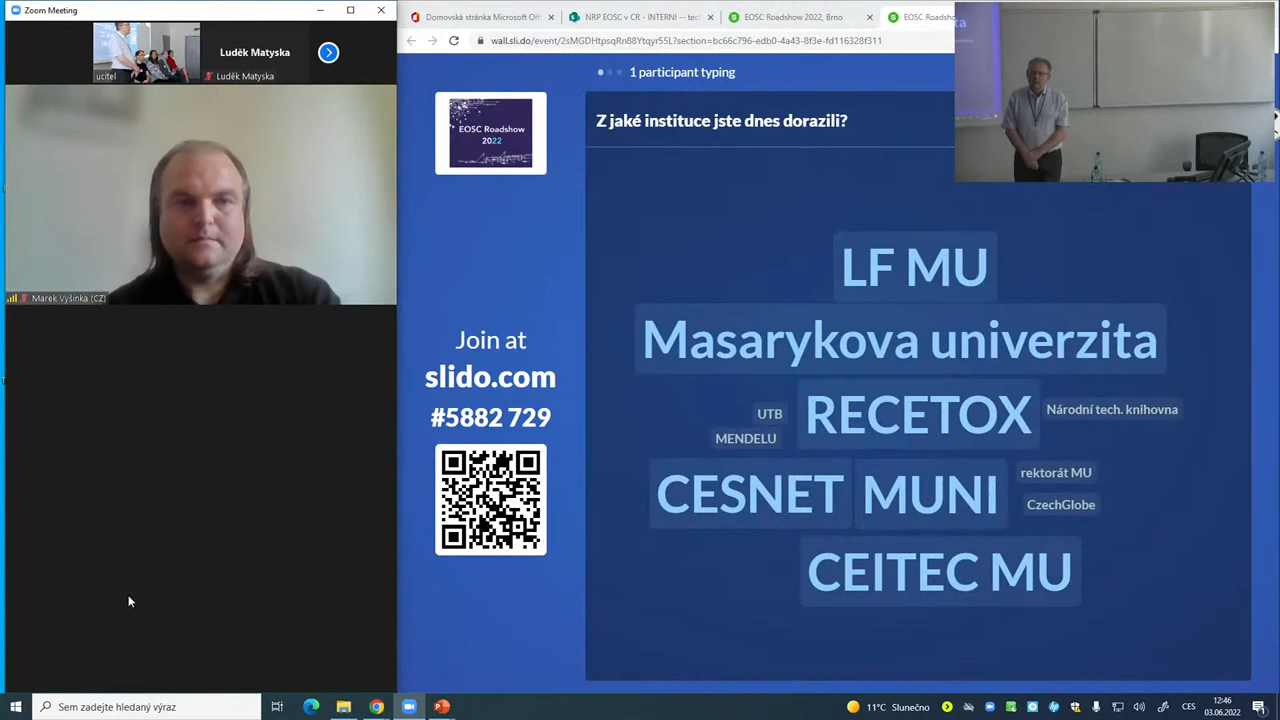 Zoom Meeting
ucitel
Luděk Matyska
Luděk Matyska
Marek Vyšinka (CZ)
Domovská stránka Microsoft Off
NRP EOSC v CR - INTERNI -- tech
EOSC Roadshow 2022, Brno
EOSC Roadsh
wall.sli.do/event/2sMGDHtpsqRn88Ytqyr55L?section=bc66c796-edb0-4a43-8f3e-fd116328f311
1 participant typing
EOSC Roadshow
2022
Z jaké instituce jste dnes dorazili?
Join at
slido.com
#5882 729
LF MU
Masarykova univerzita
UTB
RECETOX
Národní tech. knihovna
MENDELU
CESNET
MUNI
rektorát MU
CzechGlobe
CEITEC MU
Sem zadejte hledaný výraz
11°C Slunečno
CES
12:46
03.06.2022